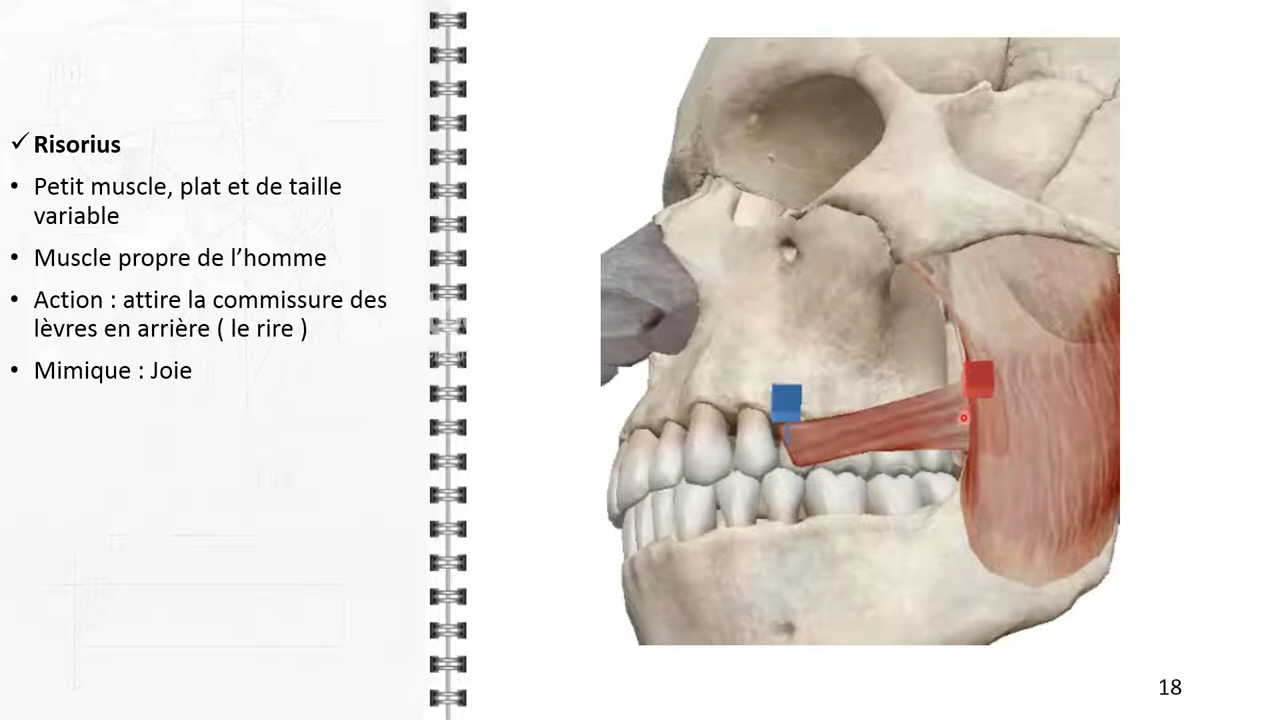 ✓ Risorius
• Petit muscle, plat et de taille
variable
• Muscle propre de l’homme
• Action : attire la commissure des
lèvres en arrière ( le rire )
• Mimique : Joie
18